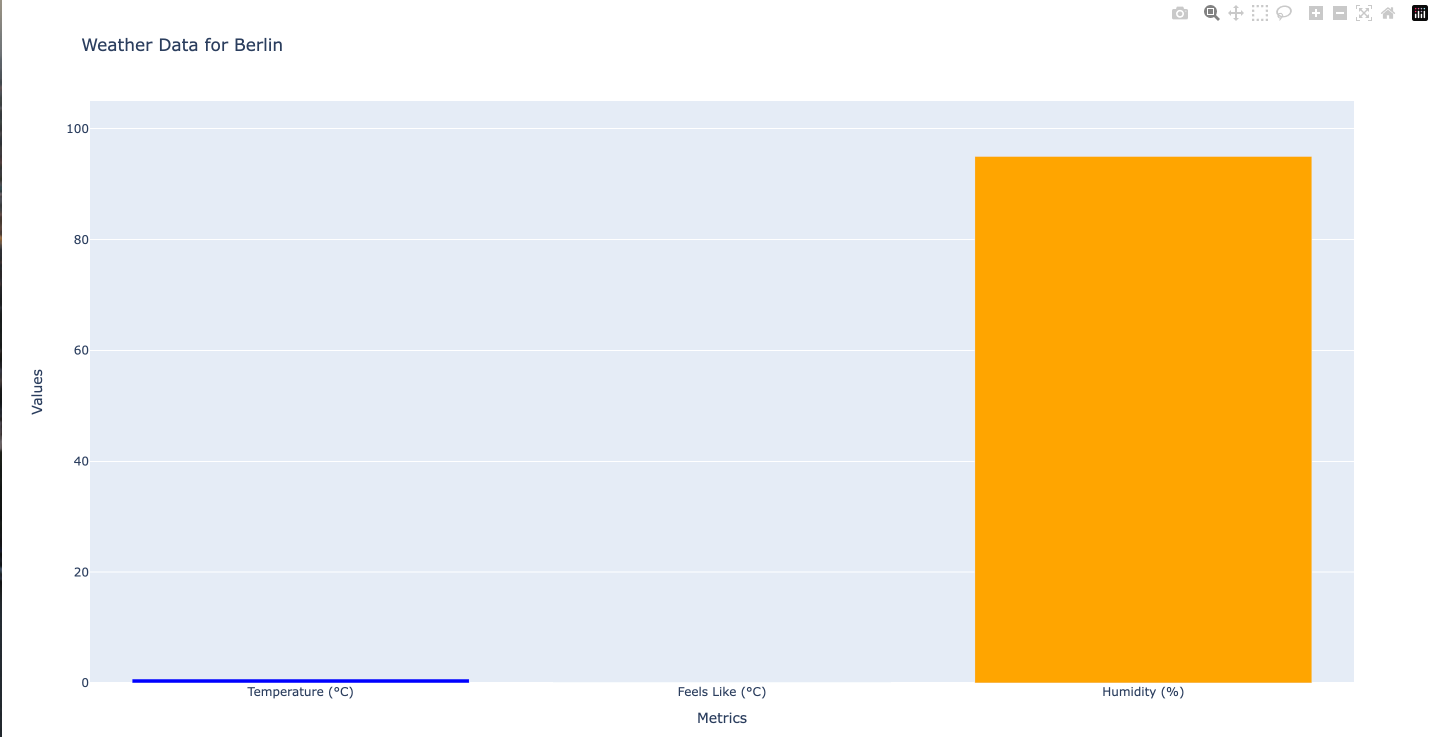 Weather Data for Berlin
100
80
60
40
20
0
Values
Temperature (°C)
Feels Like (°C)
Humidity (%)
Metrics